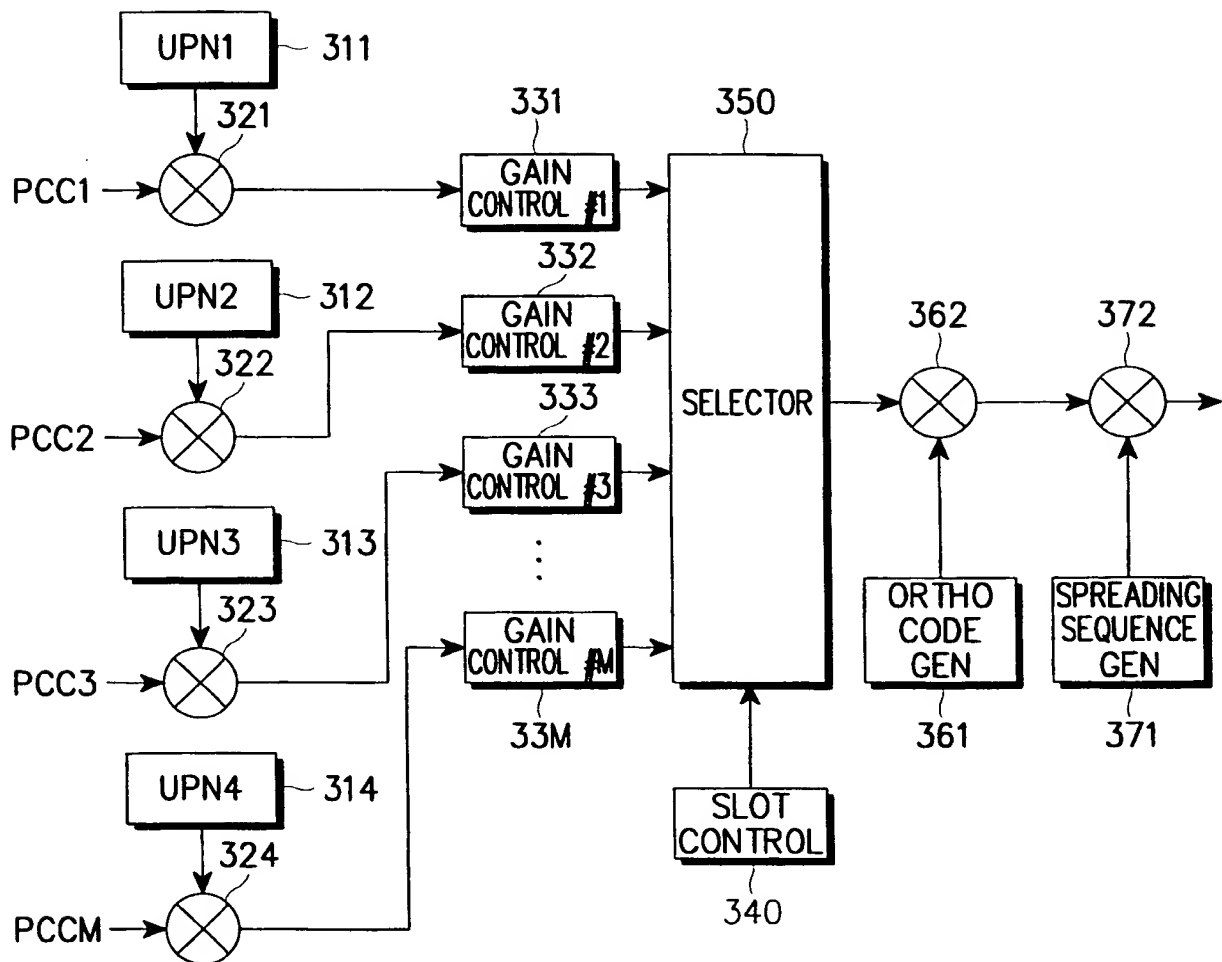 UPN1
311
321
PCC1
331
GAIN
CONTROL #1
350
SELECTOR
UPN2
312
322
PCC2
332
GAIN
CONTROL #2
362
372
333
GAIN
CONTROL #3
UPN3
313
323
PCC3
GAIN
CONTROL #M
33M
ORTHO
CODE
GEN
361
SPREADING
SEQUENCE
GEN
371
UPN4
314
324
PCCM
SLOT
CONTROL
340